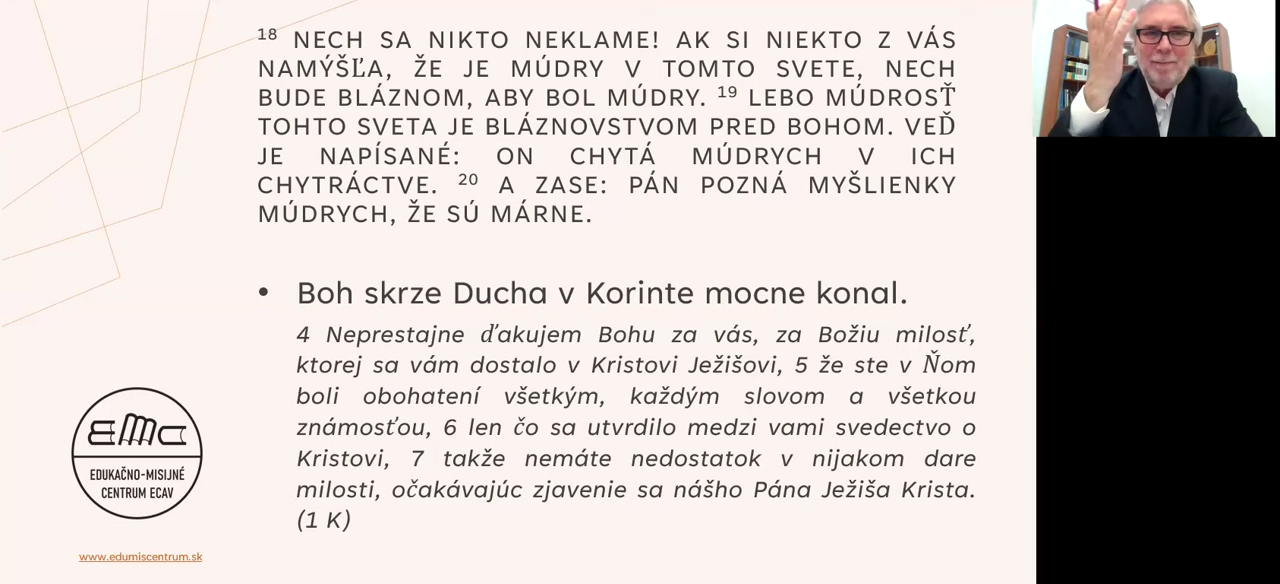 18 NECH SA NIKTO NEKLAME! AK SI NIEKTO Z VÁS
NAMÝŠĽA, ŽE JE MÚDRY V TOMTO SVETE, NECH
BUDE BLÁZNOM, ABY BOL MÚDRY. 19 LEBO MÚDROSŤ
TOHTO SVETA JE BLÁZNOVSTVOM PRED BOHOM. VEĎ
JE NAPÍSANÉ: ON CHYTÁ MÚDRYCH V ICH
CHYTRÁCTVE. 20 A ZASE: PÁN POZNÁ MYŠLIENKY
MÚDRYCH, ŽE SÚ MÁRNE.
• Boh skrze Ducha v Korinte mocne konal.
4 Neprestajne ďakujem Bohu za vás, za Božiu milosť,
ktorej sa vám dostalo v Kristovi Ježišovi, 5 že ste v Ňom
boli obohatení všetkým, každým slovom a všetkou
známosťou, 6 len čo sa utvrdilo medzi vami svedectvo o
Kristovi, 7 takže nemáte nedostatok v nijakom dare
milosti, očakávajúc zjavenie sa nášho Pána Ježiša Krista.
(1 K)
EMC
EDUKAČNO-MISIJNÉ
CENTRUM ECAV
www.edumiscentrum.sk